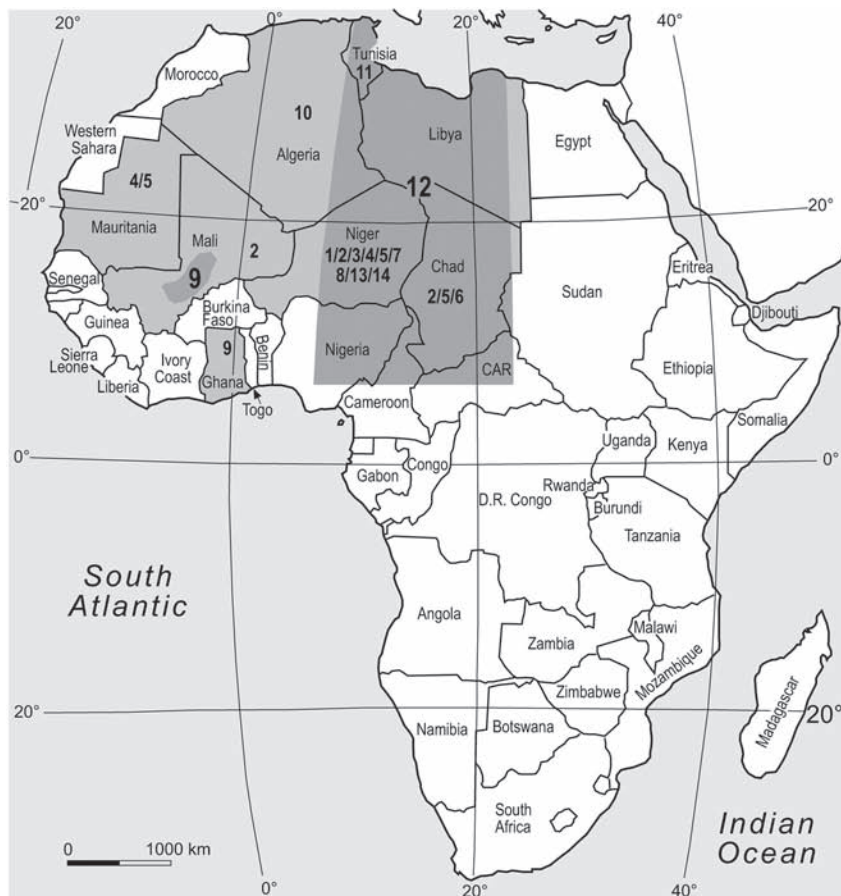 20°
0°
20°
40°
Tunisia
11
Morocco
10
Algeria
Libya
Egypt
Western
Sahara
4/5
Mauritania
12
20°
20°
Mali
2
Niger
1/2/3/4/5/7
8/13/14
Chad
2/5/6
9
Senegal
Burkina
Faso
Sudan
Eritrea
Djibouti
Guinea
9
Benin
Nigeria
CAR
Ethiopia
Sierra
Leone
Ivory
Coast
Ghana
Liberia
Togo
Cameroon
Somalia
Uganda
Kenya
0°
0°
Gabon
Congo
Rwanda
D.R. Congo
Burundi
Tanzania
South
Atlantic
Angola
Malawi
Zambia
Mozambique
Zimbabwe
Madagascar
20°
20°
Namibia
Botswana
South
Africa
Indian
Ocean
0
1000 km
0°
20°
40°